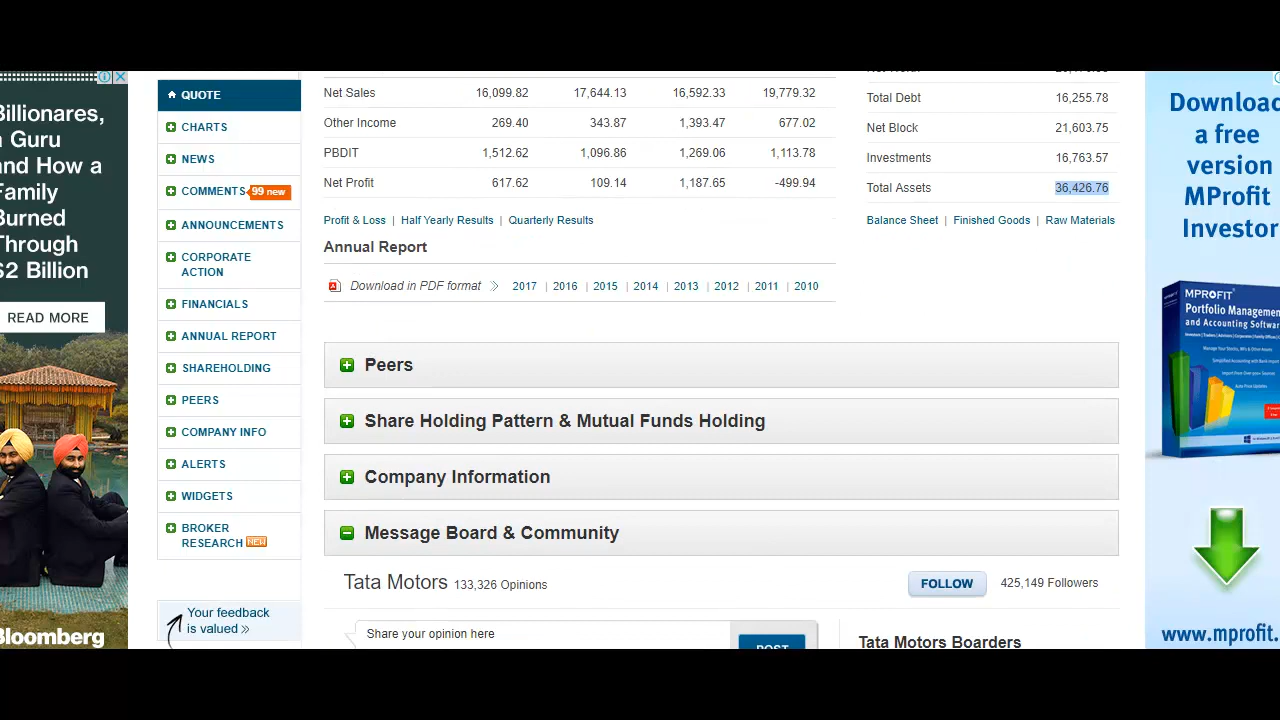 Billionares,
a Guru
and How a
Family
Burned
Through
$2 Billion
READ MORE
Bloomberg
QUOTE
CHARTS
NEWS
COMMENTS 99 new
ANNOUNCEMENTS
CORPORATE
ACTION
FINANCIALS
ANNUAL REPORT
SHAREHOLDING
PEERS
COMPANY INFO
ALERTS
WIDGETS
BROKER
RESEARCH NEW
Your feedback
is valued »
Net Sales 16,099.82 17,644.13 16,592.33 19,779.32
Other Income 269.40 343.87 1,393.47 677.02
PBDIT 1,512.62 1,096.86 1,269.06 1,113.78
Net Profit 617.62 109.14 1,187.65 -499.94
Profit & Loss | Half Yearly Results | Quarterly Results
Annual Report
Download in PDF format 2017 | 2016 | 2015 | 2014 | 2013 | 2012 | 2011 | 2010
Total Debt 16,255.78
Net Block 21,603.75
Investments 16,763.57
Total Assets 36,426.76
Balance Sheet | Finished Goods | Raw Materials
Peers
Share Holding Pattern & Mutual Funds Holding
Company Information
Message Board & Community
Tata Motors 133,326 Opinions
FOLLOW 425,149 Followers
Share your opinion here
POST
Tata Motors Boarders
Download
a free
version
MProfit
Investor
MPROFIT
Portfolio Management
and Accounting Software
www.mprofit.